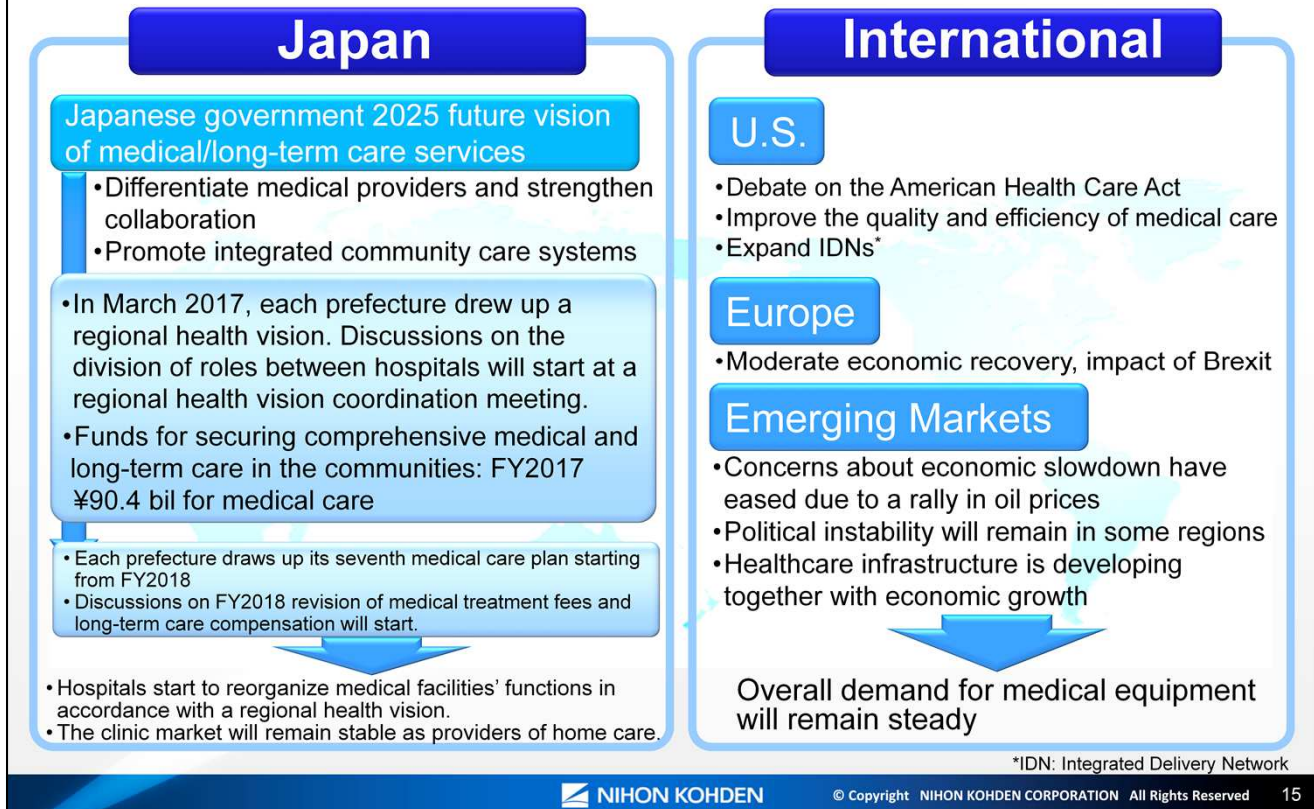 Japan
Japanese government 2025 future vision
of medical/long-term care services
•Differentiate medical providers and strengthen
collaboration
•Promote integrated community care systems
•In March 2017, each prefecture drew up a
regional health vision. Discussions on the
division of roles between hospitals will start at a
regional health vision coordination meeting.
•Funds for securing comprehensive medical and
long-term care in the communities: FY2017
¥90.4 bil for medical care
• Each prefecture draws up its seventh medical care plan starting
from FY2018
• Discussions on FY2018 revision of medical treatment fees and
long-term care compensation will start.
• Hospitals start to reorganize medical facilities’ functions in
accordance with a regional health vision.
• The clinic market will remain stable as providers of home care.
International
U.S.
•Debate on the American Health Care Act
•Improve the quality and efficiency of medical care
•Expand IDNs*
Europe
•Moderate economic recovery, impact of Brexit
Emerging Markets
•Concerns about economic slowdown have
eased due to a rally in oil prices
•Political instability will remain in some regions
•Healthcare infrastructure is developing
together with economic growth
Overall demand for medical equipment
will remain steady
*IDN: Integrated Delivery Network
NIHON KOHDEN
© Copyright NIHON KOHDEN CORPORATION All Rights Reserved 15